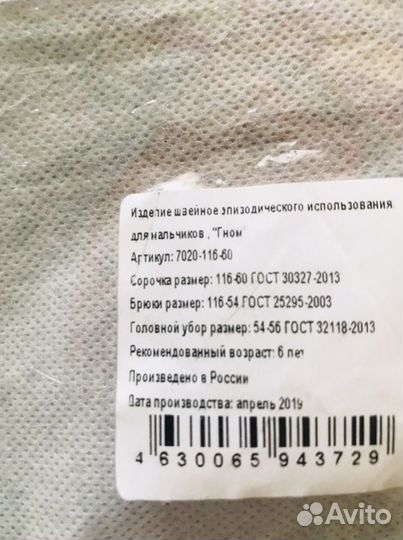 Изделие швейное эпизодического использования
для мальчиков , "Гном"
Артикул: 7020-116-60
Сорочка размер: 116-60 ГОСТ 30327-2013
Брюки размер: 116-54 ГОСТ 25295-2003
Головной убор размер: 54-56 ГОСТ 32118-2013
Рекомендованный возраст: 6 лет
Произведено в России
Дата производства: апрель 2019
4 630065 943729
Avito